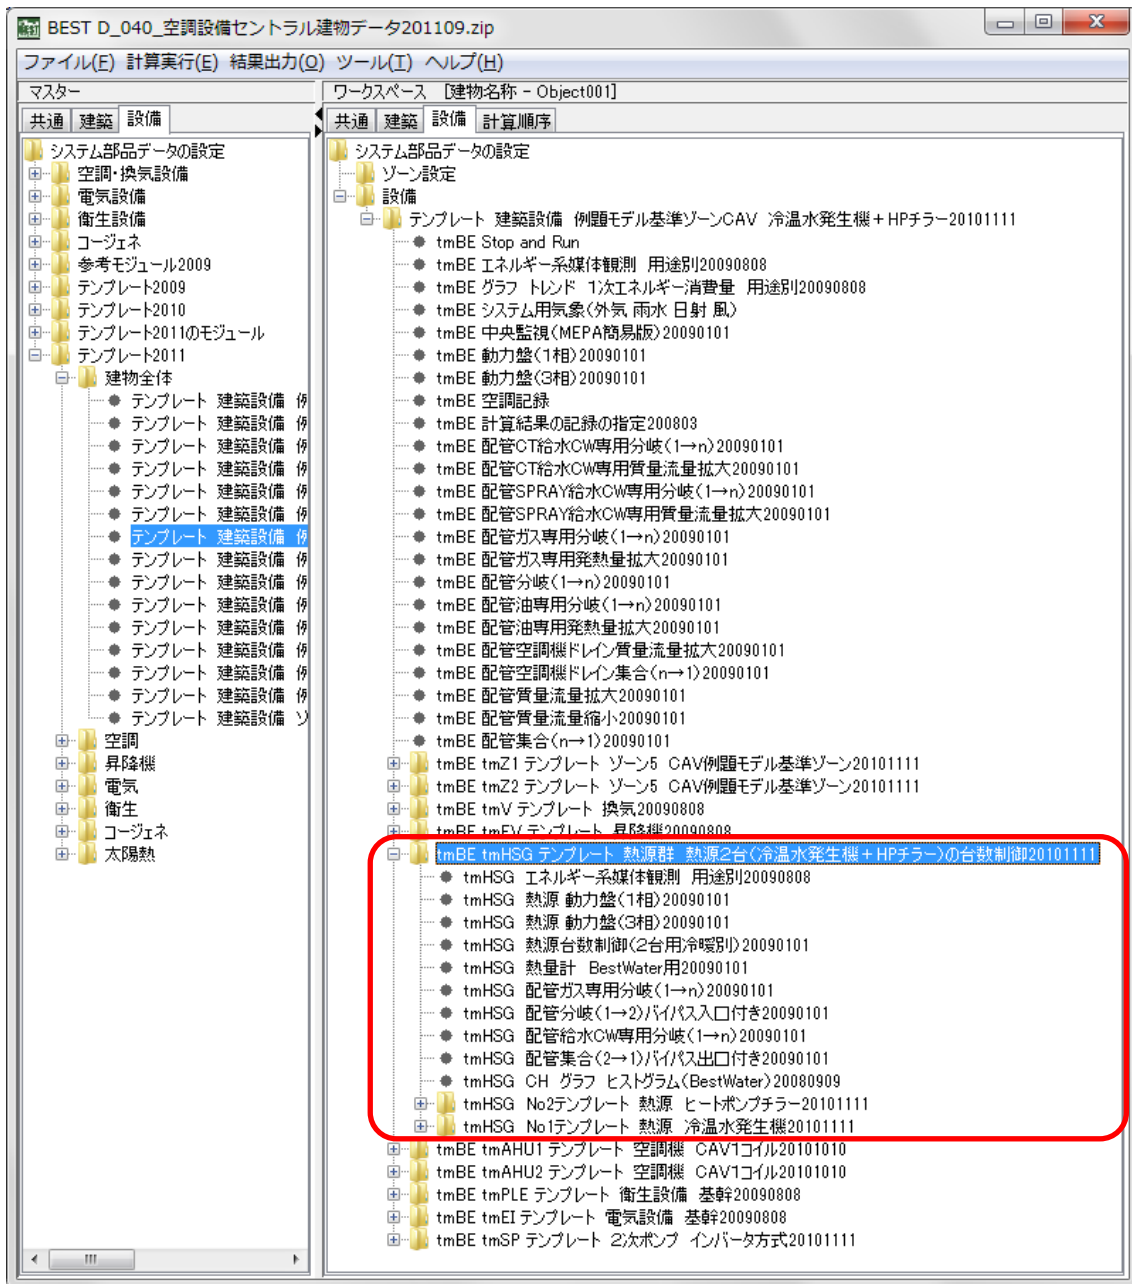 BEST D_040_空調設備セントラル建物データ201109.zip
ファイル(F) 計算実行(E) 結果出力(O) ツール(T) ヘルプ(H)
マスター
共通 建築 設備
システム部品データの設定
空調・換気設備
電気設備
衛生設備
コージェネ
参考モジュール2009
テンプレート2009
テンプレート2010
テンプレート2011のモジュール
テンプレート2011
建物全体
テンプレート 建築設備 例
テンプレート 建築設備 例
テンプレート 建築設備 例
テンプレート 建築設備 例
テンプレート 建築設備 例
テンプレート 建築設備 例
テンプレート 建築設備 例
テンプレート 建築設備 例
テンプレート 建築設備 例
テンプレート 建築設備 例
テンプレート 建築設備 例
テンプレート 建築設備 例
テンプレート 建築設備 例
テンプレート 建築設備 例
テンプレート 建築設備 ゾ
空調
昇降機
電気
衛生
コージェネ
太陽熱
ワークスペース [建物名称 - Object001]
共通 建築 設備 計算順序
システム部品データの設定
ゾーン設定
設備
テンプレート 建築設備 例題モデル基準ゾーンCAV 冷温水発生機+HPチラー20101111
tmBE Stop and Run
tmBE エネルギー系媒体観測 用途別20090808
tmBE グラフ トレンド 1次エネルギー消費量 用途別20090808
tmBE システム用気象(外気 雨水 日射 風)
tmBE 中央監視(MEPA簡易版)20090101
tmBE 動力盤(1相)20090101
tmBE 動力盤(3相)20090101
tmBE 空調記録
tmBE 計算結果の記録の指定200803
tmBE 配管CT給水CW専用分岐(1→n)20090101
tmBE 配管CT給水CW専用質量流量拡大20090101
tmBE 配管SPRAY給水CW専用分岐(1→n)20090101
tmBE 配管SPRAY給水CW専用質量流量拡大20090101
tmBE 配管ガス専用分岐(1→n)20090101
tmBE 配管ガス専用発熱量拡大20090101
tmBE 配管分岐(1→n)20090101
tmBE 配管油専用分岐(1→n)20090101
tmBE 配管油専用発熱量拡大20090101
tmBE 配管空調機ドレイン質量流量拡大20090101
tmBE 配管空調機ドレイン集合(n→1)20090101
tmBE 配管質量流量拡大20090101
tmBE 配管質量流量縮小20090101
tmBE 配管集合(n→1)20090101
tmBE tmZ1 テンプレート ゾーン5 CAV例題モデル基準ゾーン20101111
tmBE tmZ2 テンプレート ゾーン5 CAV例題モデル基準ゾーン20101111
tmBE tmV テンプレート 換気20090808
tmBE tmEV テンプレート 昇降機20090808
tmBE tmHSG テンプレート 熱源群 熱源2台(冷温水発生機+HPチラー)の台数制御20101111
tmHSG エネルギー系媒体観測 用途別20090808
tmHSG 熱源 動力盤(1相)20090101
tmHSG 熱源 動力盤(3相)20090101
tmHSG 熱源台数制御(2台用冷暖別)20090101
tmHSG 熱量計 BestWater用20090101
tmHSG 配管ガス専用分岐(1→n)20090101
tmHSG 配管分岐(1→2)バイパス入口付き20090101
tmHSG 配管給水CW専用分岐(1→n)20090101
tmHSG 配管集合(2→1)バイパス出口付き20090101
tmHSG CH グラフ ヒストグラム(BestWater)20080909
tmHSG No2テンプレート 熱源 ヒートポンプチラー20101111
tmHSG No1テンプレート 熱源 冷温水発生機20101111
tmBE tmAHU1 テンプレート 空調機 CAV1コイル20101010
tmBE tmAHU2 テンプレート 空調機 CAV1コイル20101010
tmBE tmPLE テンプレート 衛生設備 基幹20090808
tmBE tmEI テンプレート 電気設備 基幹20090808
tmBE tmSP テンプレート 2次ポンプ インバータ方式20101111